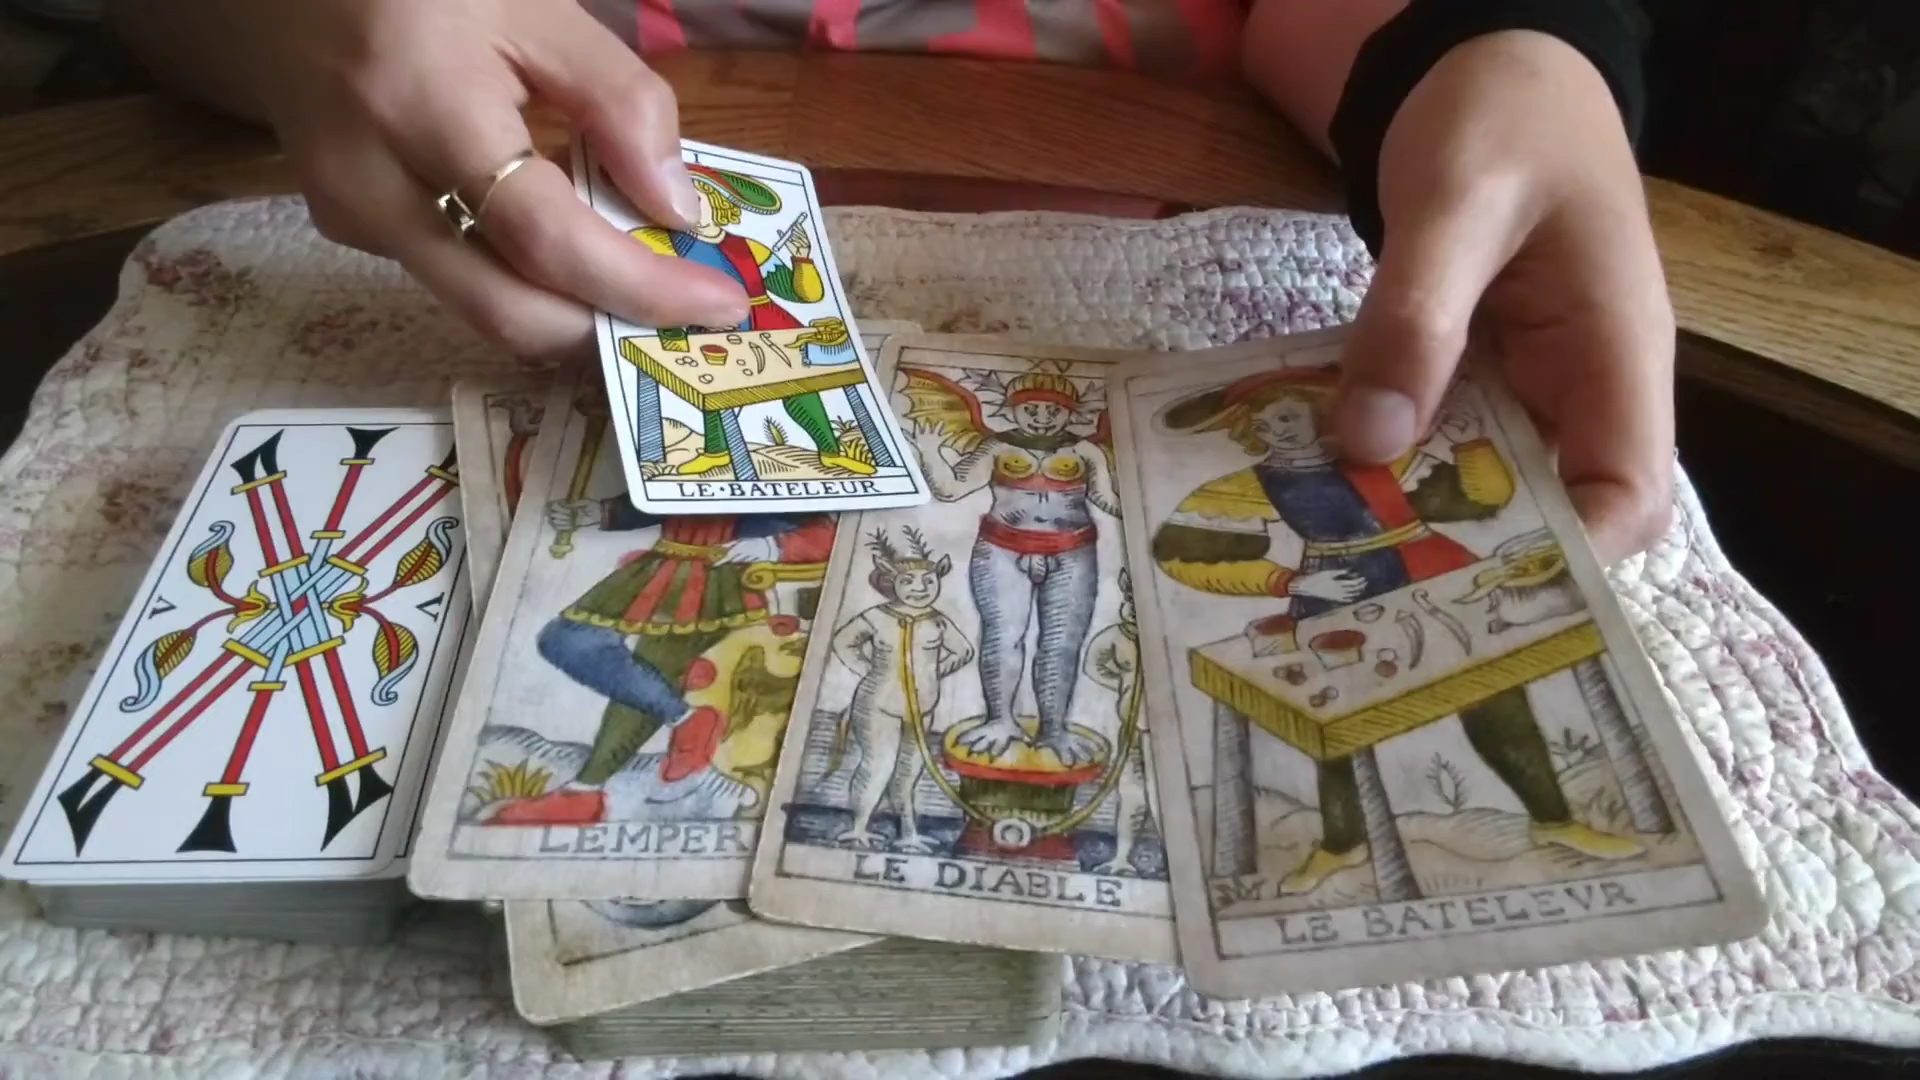 I
LE·BATELEUR
V
V
LEMPER
LE DIABLE
LE BATELEVR